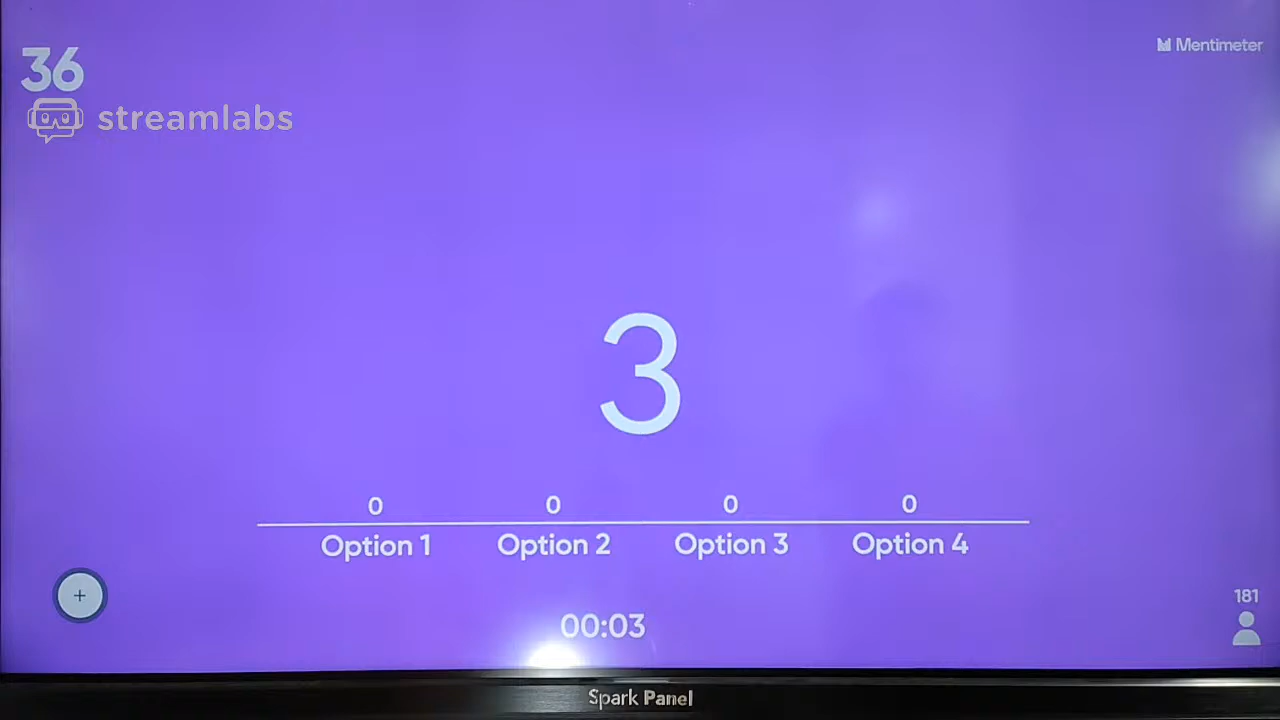 36
Mentimeter
streamlabs
3
0 0 0 0
Option 1 Option 2 Option 3 Option 4
00:03
181
Spark Panel